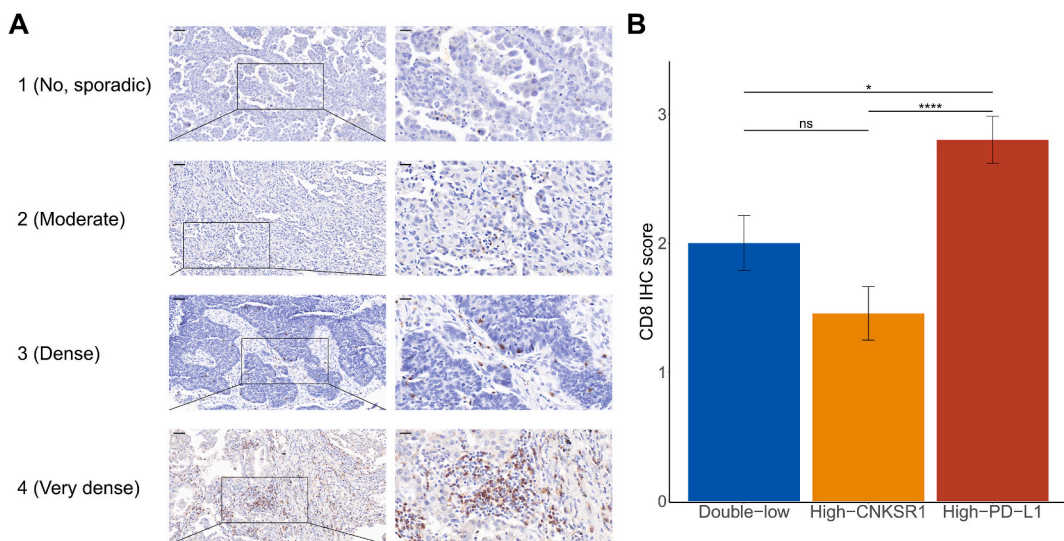 A
1 (No, sporadic)
2 (Moderate)
3 (Dense)
4 (Very dense)
B
CD8 IHC score
3
2
1
0
*
****
ns
Double−low
High−CNKSR1
High−PD−L1